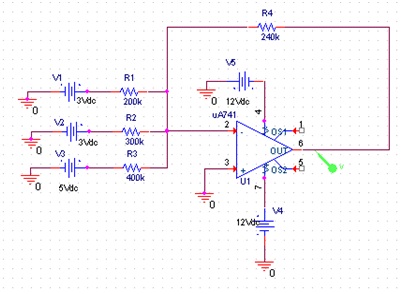 R4
240k
V5
12Vdc
V1
3Vdc
R1
200k
0
0
4
uA741
OS1
1
V2
3Vdc
R2
300k
2
-
OUT
6
V
0
V3
5Vdc
R3
400k
3
+
OS2
5
U1
0
0
7
V4
12Vdc
0